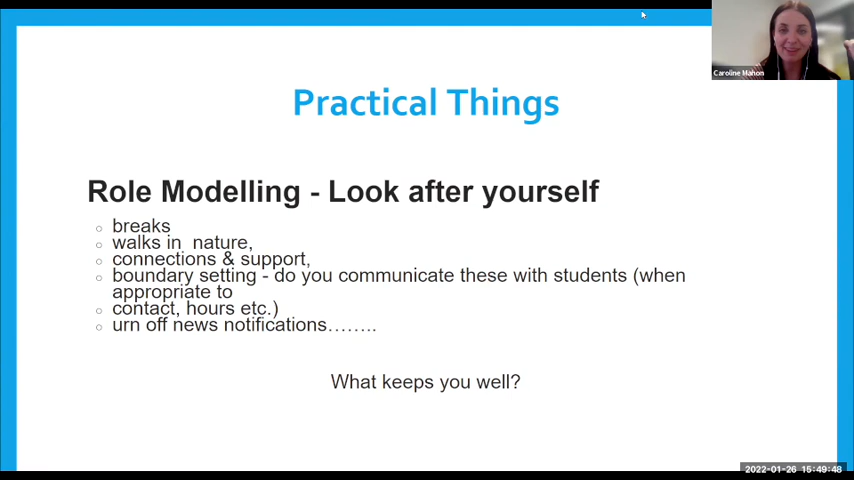 Caroline Mahon
Practical Things
Role Modelling - Look after yourself
breaks
walks in nature,
connections & support,
boundary setting - do you communicate these with students (when
appropriate to
contact, hours etc.)
urn off news notifications……..
What keeps you well?
2022-01-26 15:49:48